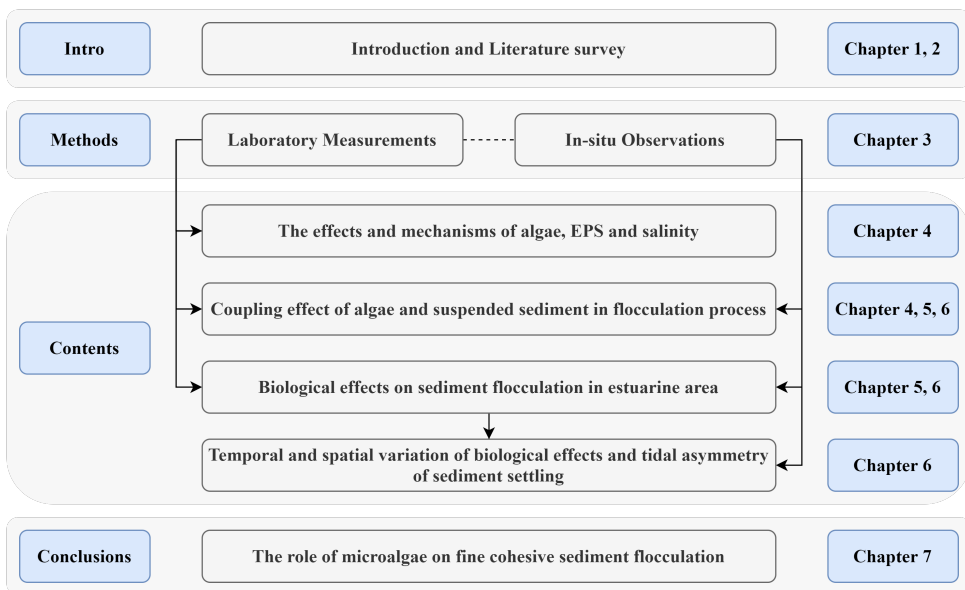 Intro
Introduction and Literature survey
Chapter 1, 2
Methods
Laboratory Measurements
In-situ Observations
Chapter 3
Contents
The effects and mechanisms of algae, EPS and salinity
Chapter 4
Coupling effect of algae and suspended sediment in flocculation process
Chapter 4, 5, 6
Biological effects on sediment flocculation in estuarine area
Chapter 5, 6
Temporal and spatial variation of biological effects and tidal asymmetry
of sediment settling
Chapter 6
Conclusions
The role of microalgae on fine cohesive sediment flocculation
Chapter 7